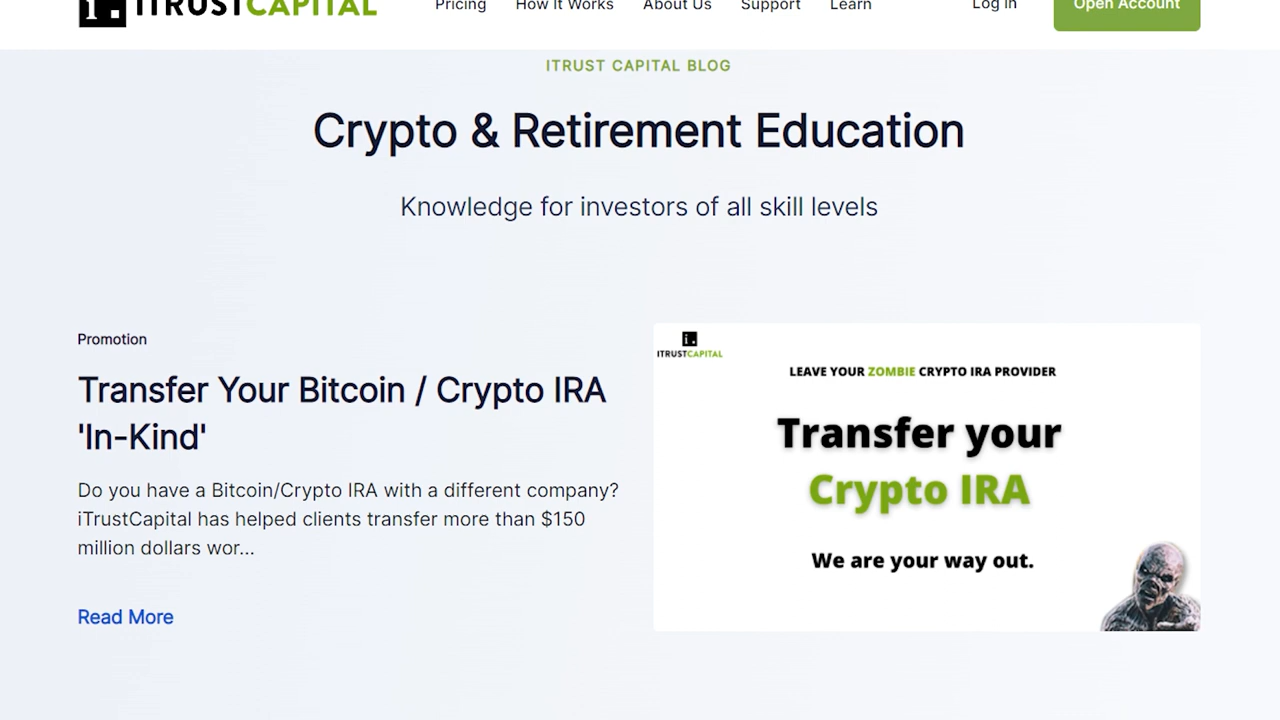 i. ITRUSTCAPITAL
Pricing How It Works About Us Support Learn Log In Open Account
ITRUST CAPITAL BLOG
Crypto & Retirement Education
Knowledge for investors of all skill levels
Promotion
Transfer Your Bitcoin / Crypto IRA
'In-Kind'
Do you have a Bitcoin/Crypto IRA with a different company?
iTrustCapital has helped clients transfer more than $150
million dollars wor...
Read More
i.
ITRUSTCAPITAL
LEAVE YOUR ZOMBIE CRYPTO IRA PROVIDER
Transfer your
Crypto IRA
We are your way out.